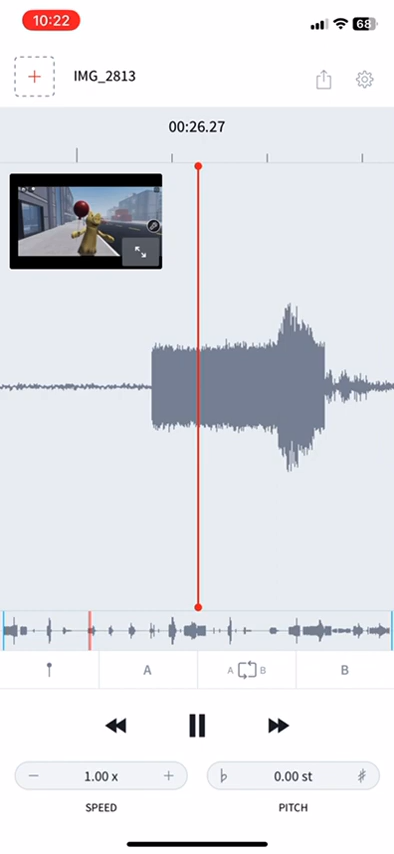 10:22
68
IMG_2813
00:26.27
A
A B
B
− 1.00 x +
♭ 0.00 st ♯
SPEED
PITCH